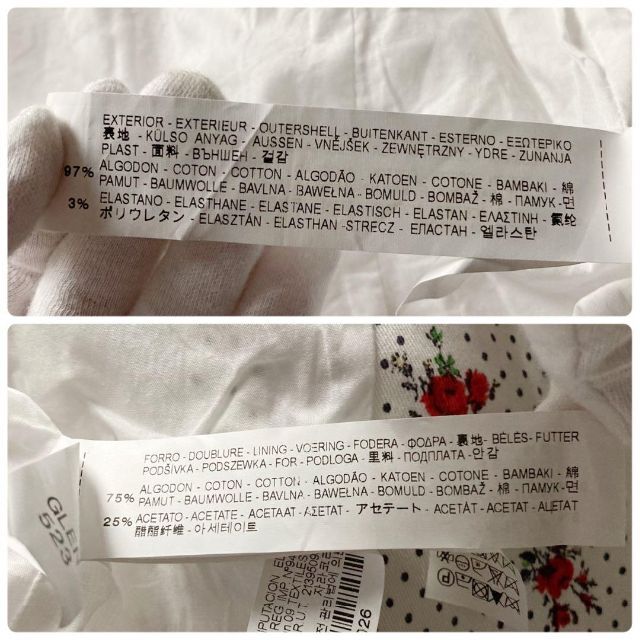 EXTERIOR - EXTERIEUR - OUTERSHELL - BUITENKANT - ESTERNO - ΕΞΩΤΕΡΙΚΟ
裏地 - KÜLSO ANYAG - AUSSEN - VNĚJŠEK - ZEWNĘTRZNY - YDRE - ZUNANJA
PLAST - 面料 - ВЪНШЕН - 겉감
97% ALGODON - COTON - COTTON - ALGODÃO - KATOEN - COTONE - BAMBAKI - 綿
PAMUT - BAUMWOLLE - BAVLNA - BAWEŁNA - BOMULD - BOMBAŽ - 棉 - ПАМУК - 면
3% ELASTANO - ELASTHANE - ELASTANE - ELASTISCH - ELASTAN - ΕΛΑΣΤΙΝΗ - 氨纶
ポリウレタン - ELASZTÁN - ELASTHAN - STRECZ - ЕЛАСТАН - 엘라스탄
FORRO - DOUBLURE - LINING - VOERING - FODERA - ΦΟΔΡΑ - 裏地 - BÉLÉS - FUTTER
PODŠÍVKA - PODSZEWKA - FOR - PODLOGA - 里料 - ПОДПЛАТА - 안감
75% ALGODON - COTON - COTTON - ALGODÃO - KATOEN - COTONE - BAMBAKI - 綿
PAMUT - BAUMWOLLE - BAVLNA - BAWEŁNA - BOMULD - BOMBAŽ - 棉 - ПАМУК - 면
25% ACETATO - ACETATE - ACETAAT - ΑΣΕΤΑΤ - アセテート - ACETÁT - ACETAT - АЦЕТАТ
醋酯纤维 - 아세테이트
523
026